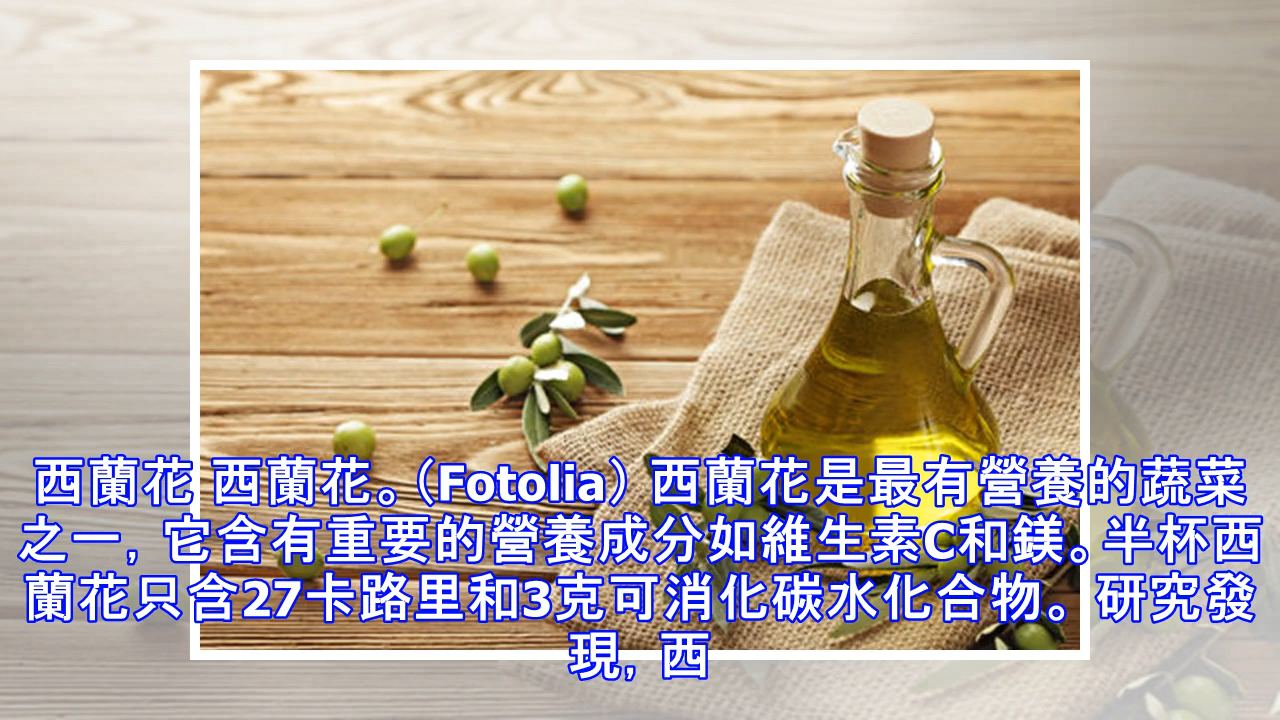 西蘭花 西蘭花。（Fotolia）西蘭花是最有營養的蔬菜
之一，它含有重要的營養成分如維生素C和鎂。半杯西
蘭花只含27卡路里和3克可消化碳水化合物。 研究發
現，西